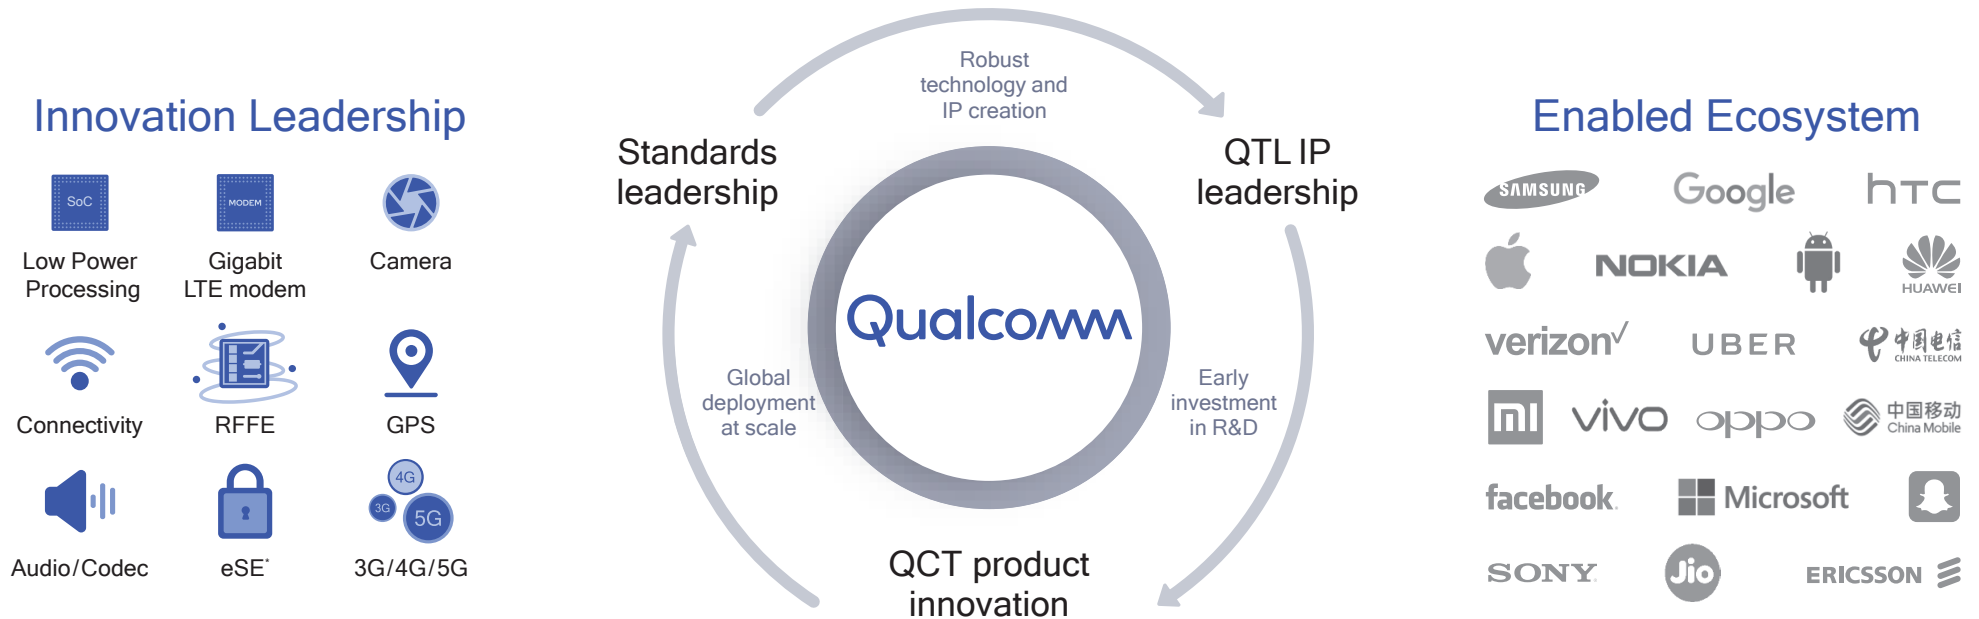 Innovation Leadership
SoC
MODEM
Low Power
Processing
Gigabit
LTE modem
Camera
Connectivity
RFFE
GPS
4G
3G
5G
Audio/Codec
eSE*
3G/4G/5G
Robust
technology and
IP creation
Standards
leadership
QTL IP
leadership
Qualcomm
Global
deployment
at scale
Early
investment
in R&D
QCT product
innovation
Enabled Ecosystem
SAMSUNG
Google
hTC
NOKIA
HUAWEI
verizon✓
UBER
中国电信
CHINA TELECOM
mi
vivo
oppo
中国移动
China Mobile
facebook.
Microsoft
SONY
Jio
ERICSSON